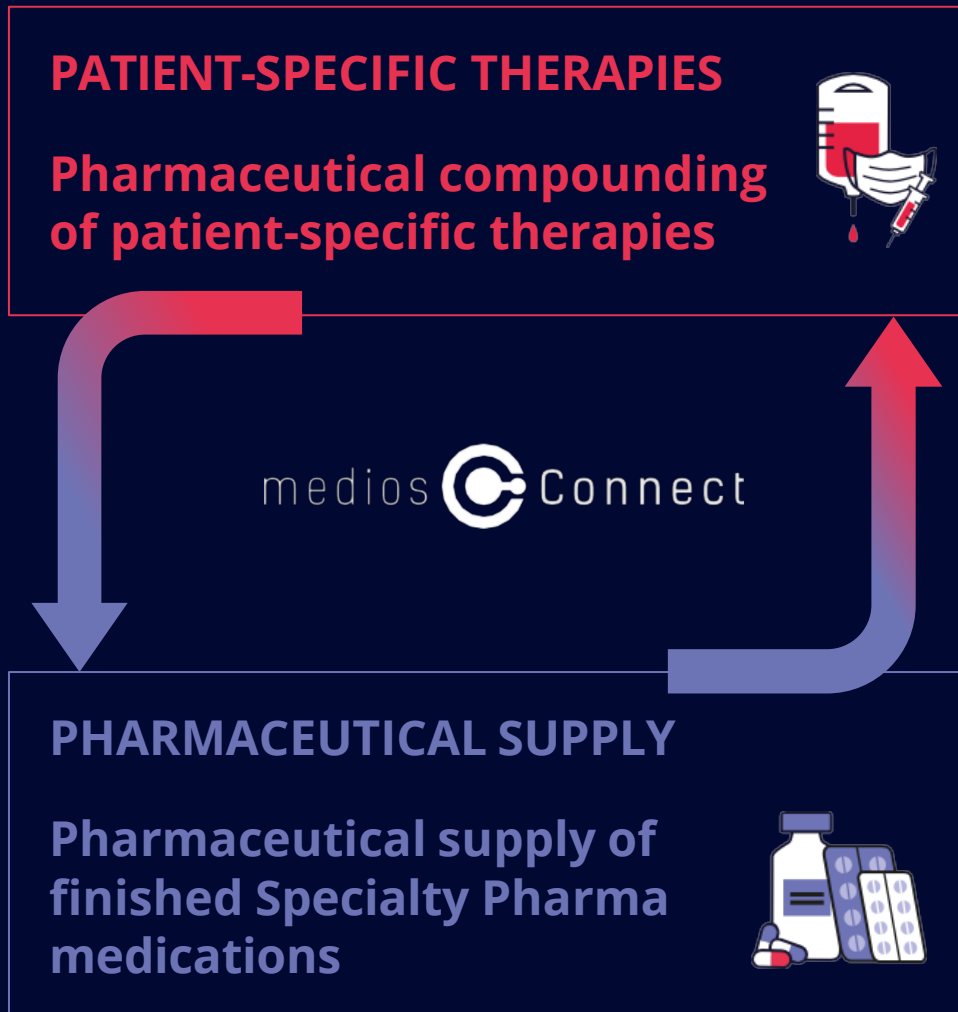 PATIENT-SPECIFIC THERAPIES
Pharmaceutical compounding
of patient-specific therapies
medios Connect
PHARMACEUTICAL SUPPLY
Pharmaceutical supply of
finished Specialty Pharma
medications